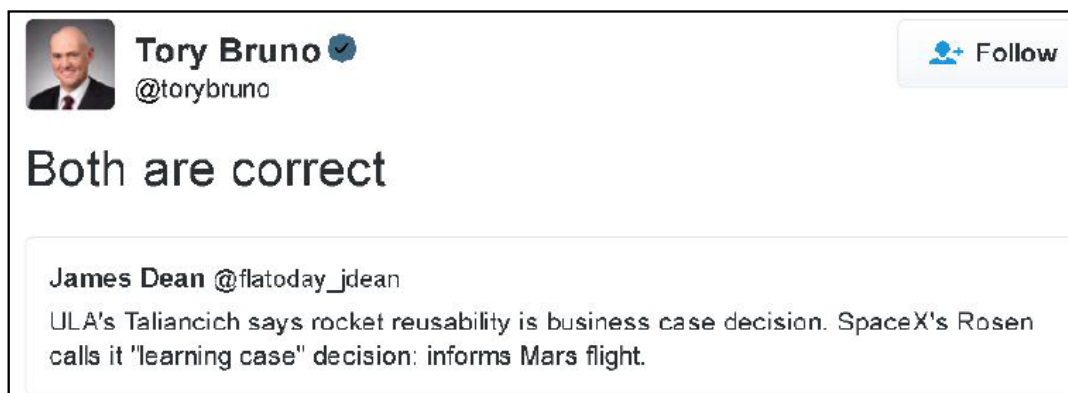 Tory Bruno
@torybruno
Follow
Both are correct
James Dean @flatoday_jdean
ULA's Taliancich says rocket reusability is business case decision. SpaceX's Rosen
calls it "learning case" decision: informs Mars flight.